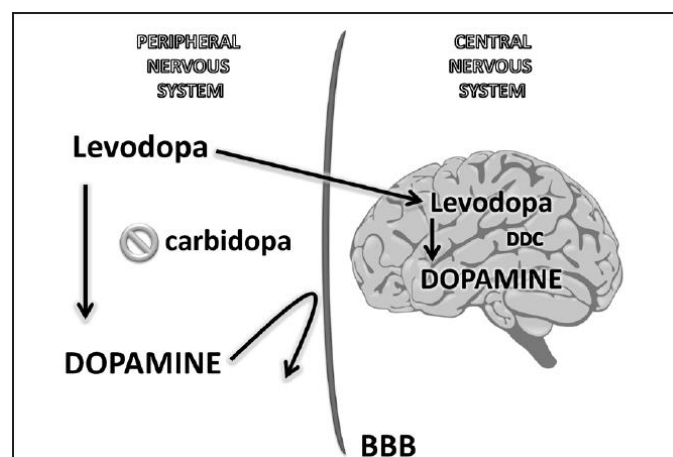 PERIPHERAL
NERVOUS
SYSTEM
CENTRAL
NERVOUS
SYSTEM
Levodopa
carbidopa
DOPAMINE
Levodopa
DDC
DOPAMINE
BBB